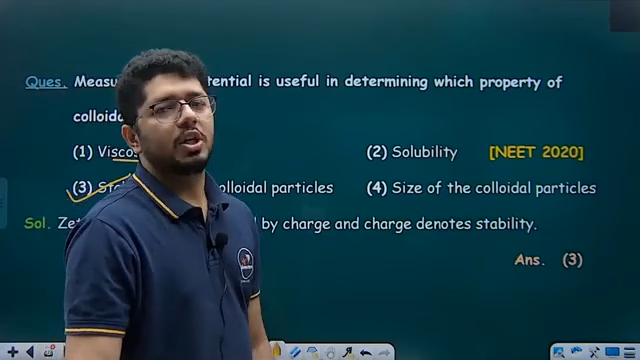 Ques. Measu tential is useful in determining which property of
colloid
(1) Visco (2) Solubility [NEET 2020]
(3) olloidal particles (4) Size of the colloidal particles
Sol. Zet by charge and charge denotes stability.
Ans. (3)